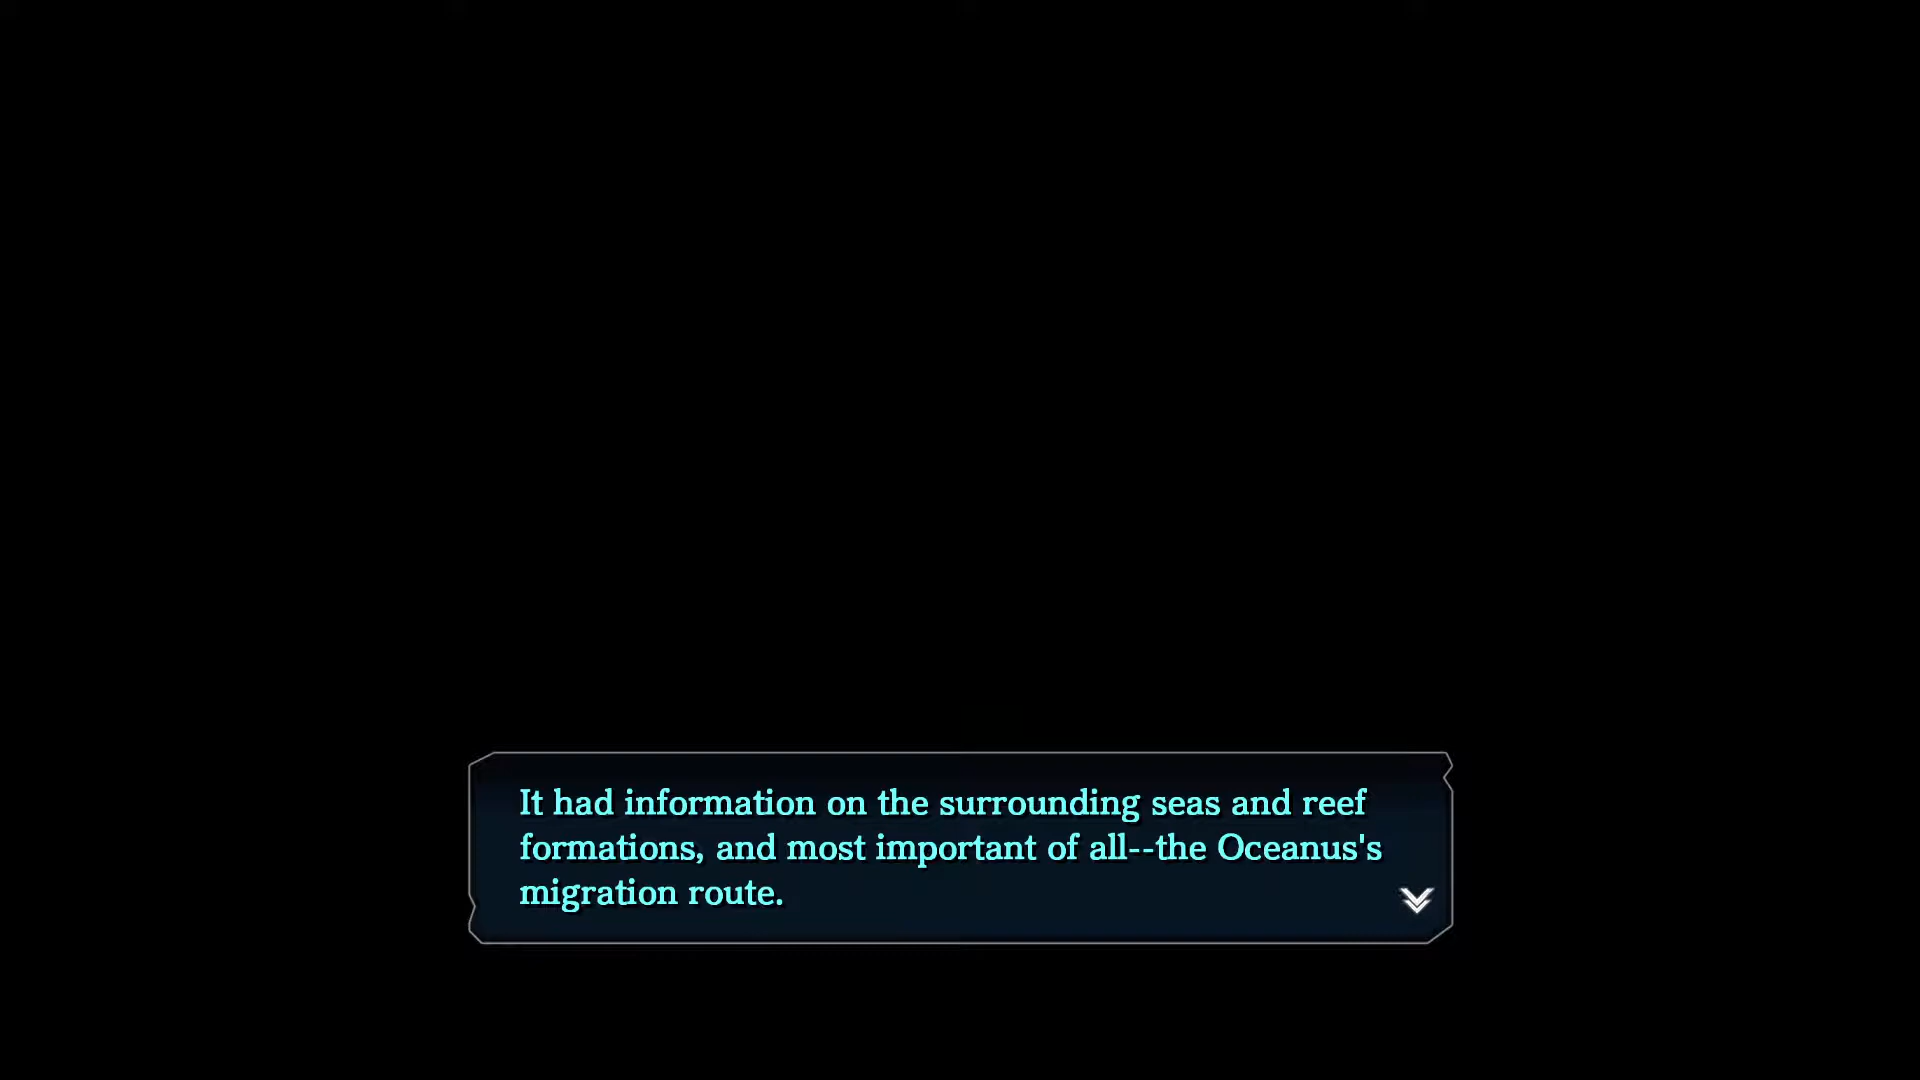 It had information on the surrounding seas and reef
formations, and most important of all--the Oceanus's
migration route.